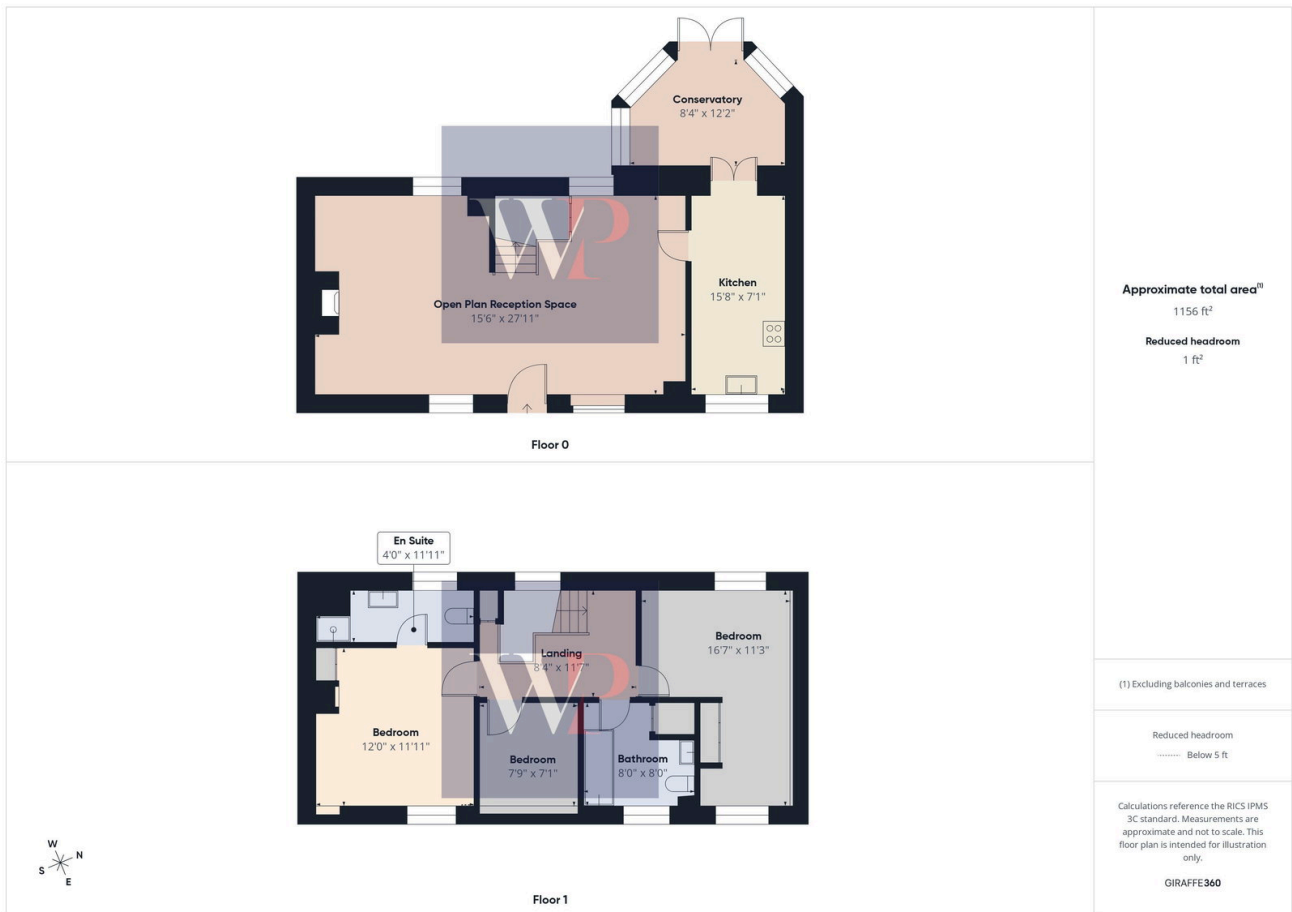 Conservatory
8'4" x 12'2"
WP
Open Plan Reception Space
15'6" x 27'11"
Kitchen
15'8" x 7'1"
Floor 0
En Suite
4'0" x 11'11"
Landing
8'4" x 11'7"
WP
Bedroom
16'7" x 11'3"
Bedroom
12'0" x 11'11"
Bedroom
7'9" x 7'1"
Bathroom
8'0" x 8'0"
W
N
S
E
Floor 1
Approximate total area(1)
1156 ft²
Reduced headroom
1 ft²
(1) Excluding balconies and terraces
Reduced headroom
Below 5 ft
Calculations reference the RICS IPMS
3C standard. Measurements are
approximate and not to scale. This
floor plan is intended for illustration
only.
GIRAFFE360